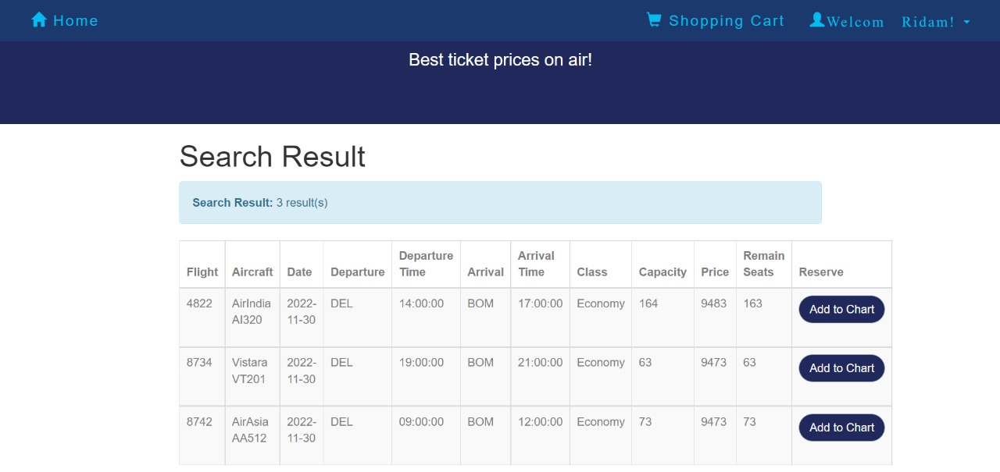 Home Shopping Cart Welcom Ridam!
Best ticket prices on air!
Search Result
Search Result: 3 result(s)
Flight Aircraft Date Departure Departure Time Arrival Arrival Time Class Capacity Price Remain Seats Reserve
4822 AirIndia AI320 2022-11-30 DEL 14:00:00 BOM 17:00:00 Economy 164 9483 163 Add to Chart
8734 Vistara VT201 2022-11-30 DEL 19:00:00 BOM 21:00:00 Economy 63 9473 63 Add to Chart
8742 AirAsia AA512 2022-11-30 DEL 09:00:00 BOM 12:00:00 Economy 73 9473 73 Add to Chart